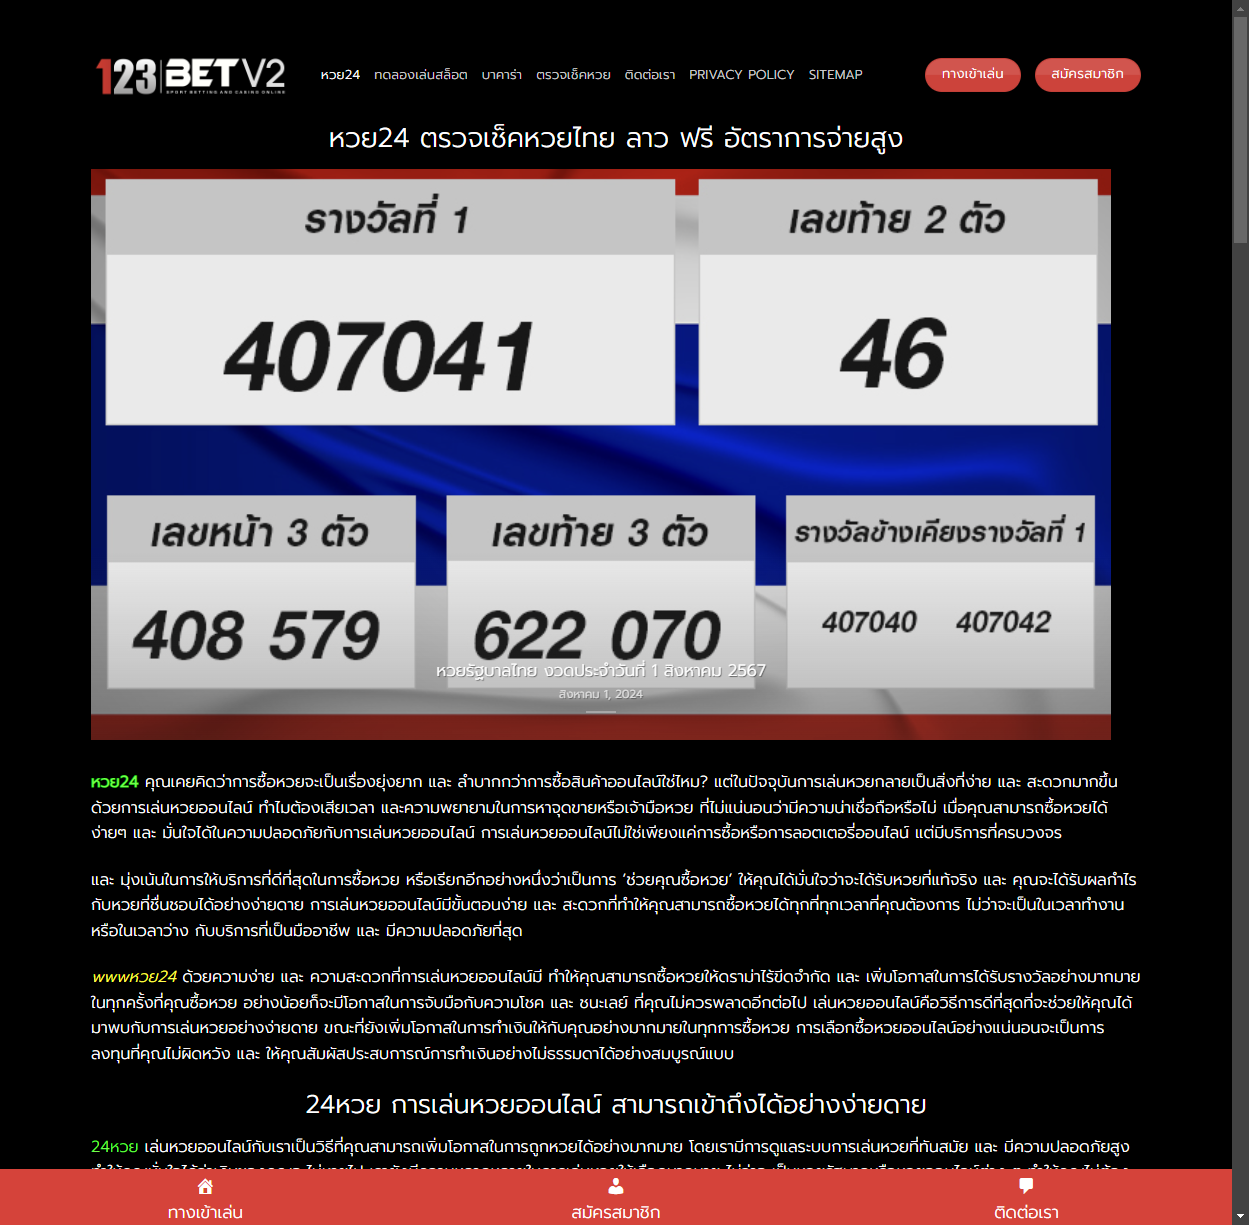 123 BET V2
SPORT BETTING AND CASINO ONLINE
หวย24 ทดลองเล่นสล็อต บาคาร่า ตรวจเช็คหวย ติดต่อเรา PRIVACY POLICY SITEMAP
ทางเข้าเล่น สมัครสมาชิก
หวย24 ตรวจเช็คหวยไทย ลาว ฟรี อัตราการจ่ายสูง
รางวัลที่ 1
407041
เลขท้าย 2 ตัว
46
เลขหน้า 3 ตัว
408 579
เลขท้าย 3 ตัว
622 070
รางวัลข้างเคียงรางวัลที่ 1
407040 407042
หวยรัฐบาลไทย งวดประจำวันที่ 1 สิงหาคม 2567
สิงหาคม 1, 2024
หวย24 คุณเคยคิดว่าการซื้อหวยจะเป็นเรื่องยุ่งยาก และ ลำบากกว่าการซื้อสินค้าออนไลน์ใช่ไหม? แต่ในปัจจุบันการเล่นหวยกลายเป็นสิ่งที่ง่าย และ สะดวกมากขึ้น
ด้วยการเล่นหวยออนไลน์ ทำไมต้องเสียเวลา และความพยายามในการหาจุดขายหรือเจ้ามือหวย ที่ไม่แน่นอนว่ามีความน่าเชื่อถือหรือไม่ เมื่อคุณสามารถซื้อหวยได้
ง่ายๆ และ มั่นใจได้ในความปลอดภัยกับการเล่นหวยออนไลน์ การเล่นหวยออนไลน์ไม่ใช่เพียงแค่การซื้อหรือการลอตเตอรี่ออนไลน์ แต่มีบริการที่ครบวงจร
และ มุ่งเน้นในการให้บริการที่ดีที่สุดในการซื้อหวย หรือเรียกอีกอย่างหนึ่งว่าเป็นการ ‘ช่วยคุณซื้อหวย’ ให้คุณได้มั่นใจว่าจะได้รับหวยที่แท้จริง และ คุณจะได้รับผลกำไร
กับหวยที่ชื่นชอบได้อย่างง่ายดาย การเล่นหวยออนไลน์มีขั้นตอนง่าย และ สะดวกที่ทำให้คุณสามารถซื้อหวยได้ทุกที่ทุกเวลาที่คุณต้องการ ไม่ว่าจะเป็นในเวลาทำงาน
หรือในเวลาว่าง กับบริการที่เป็นมืออาชีพ และ มีความปลอดภัยที่สุด
wwwหวย24 ด้วยความง่าย และ ความสะดวกที่การเล่นหวยออนไลน์มี ทำให้คุณสามารถซื้อหวยให้ดราม่าไร้ขีดจำกัด และ เพิ่มโอกาสในการได้รับรางวัลอย่างมากมาย
ในทุกครั้งที่คุณซื้อหวย อย่างน้อยก็จะมีโอกาสในการจับมือกับความโชค และ ชนะเลย์ ที่คุณไม่ควรพลาดอีกต่อไป เล่นหวยออนไลน์คือวิธีการดีที่สุดที่จะช่วยให้คุณได้
มาพบกับการเล่นหวยอย่างง่ายดาย ขณะที่ยังเพิ่มโอกาสในการทำเงินให้กับคุณอย่างมากมายในทุกการซื้อหวย การเลือกซื้อหวยออนไลน์อย่างแน่นอนจะเป็นการ
ลงทุนที่คุณไม่ผิดหวัง และ ให้คุณสัมผัสประสบการณ์การทำเงินอย่างไม่ธรรมดาได้อย่างสมบูรณ์แบบ
24หวย การเล่นหวยออนไลน์ สามารถเข้าถึงได้อย่างง่ายดาย
24หวย เล่นหวยออนไลน์กับเราเป็นวิธีที่คุณสามารถเพิ่มโอกาสในการถูกหวยได้อย่างมากมาย โดยเรามีการดูแลระบบการเล่นหวยที่ทันสมัย และ มีความปลอดภัยสูง
ทางเข้าเล่น สมัครสมาชิก ติดต่อเรา